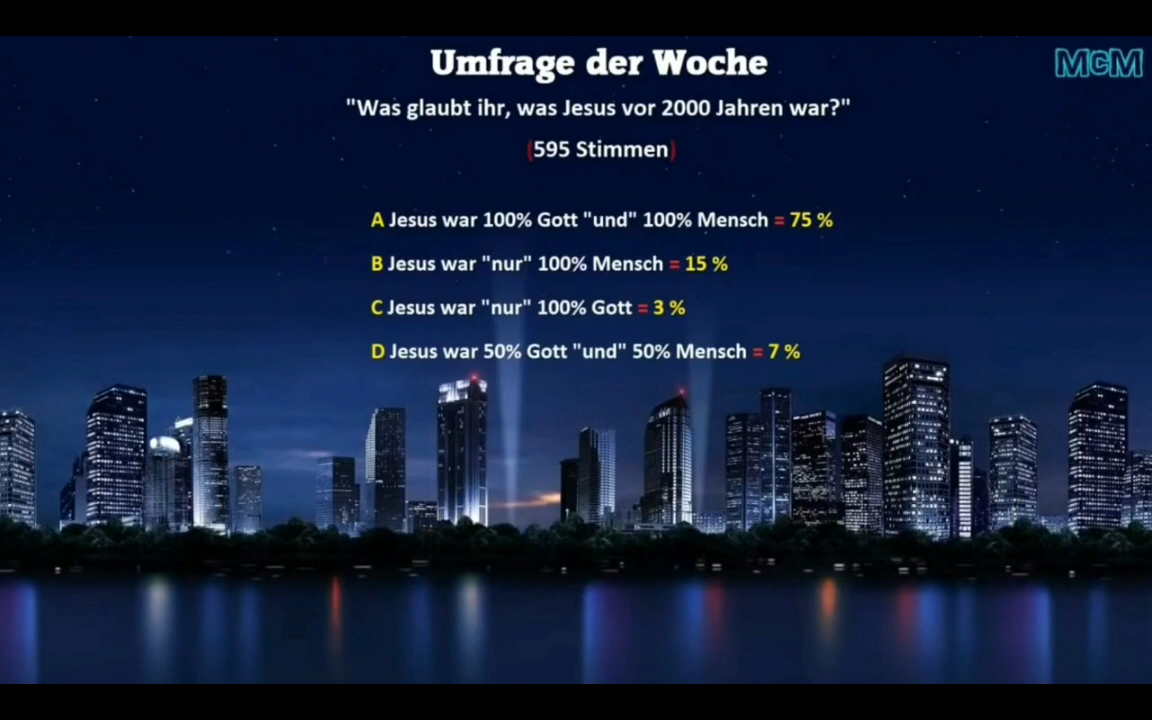 Umfrage der Woche
MCM
"Was glaubt ihr, was Jesus vor 2000 Jahren war?"
(595 Stimmen)
A Jesus war 100% Gott "und" 100% Mensch = 75 %
B Jesus war "nur" 100% Mensch = 15 %
C Jesus war "nur" 100% Gott = 3 %
D Jesus war 50% Gott "und" 50% Mensch = 7 %